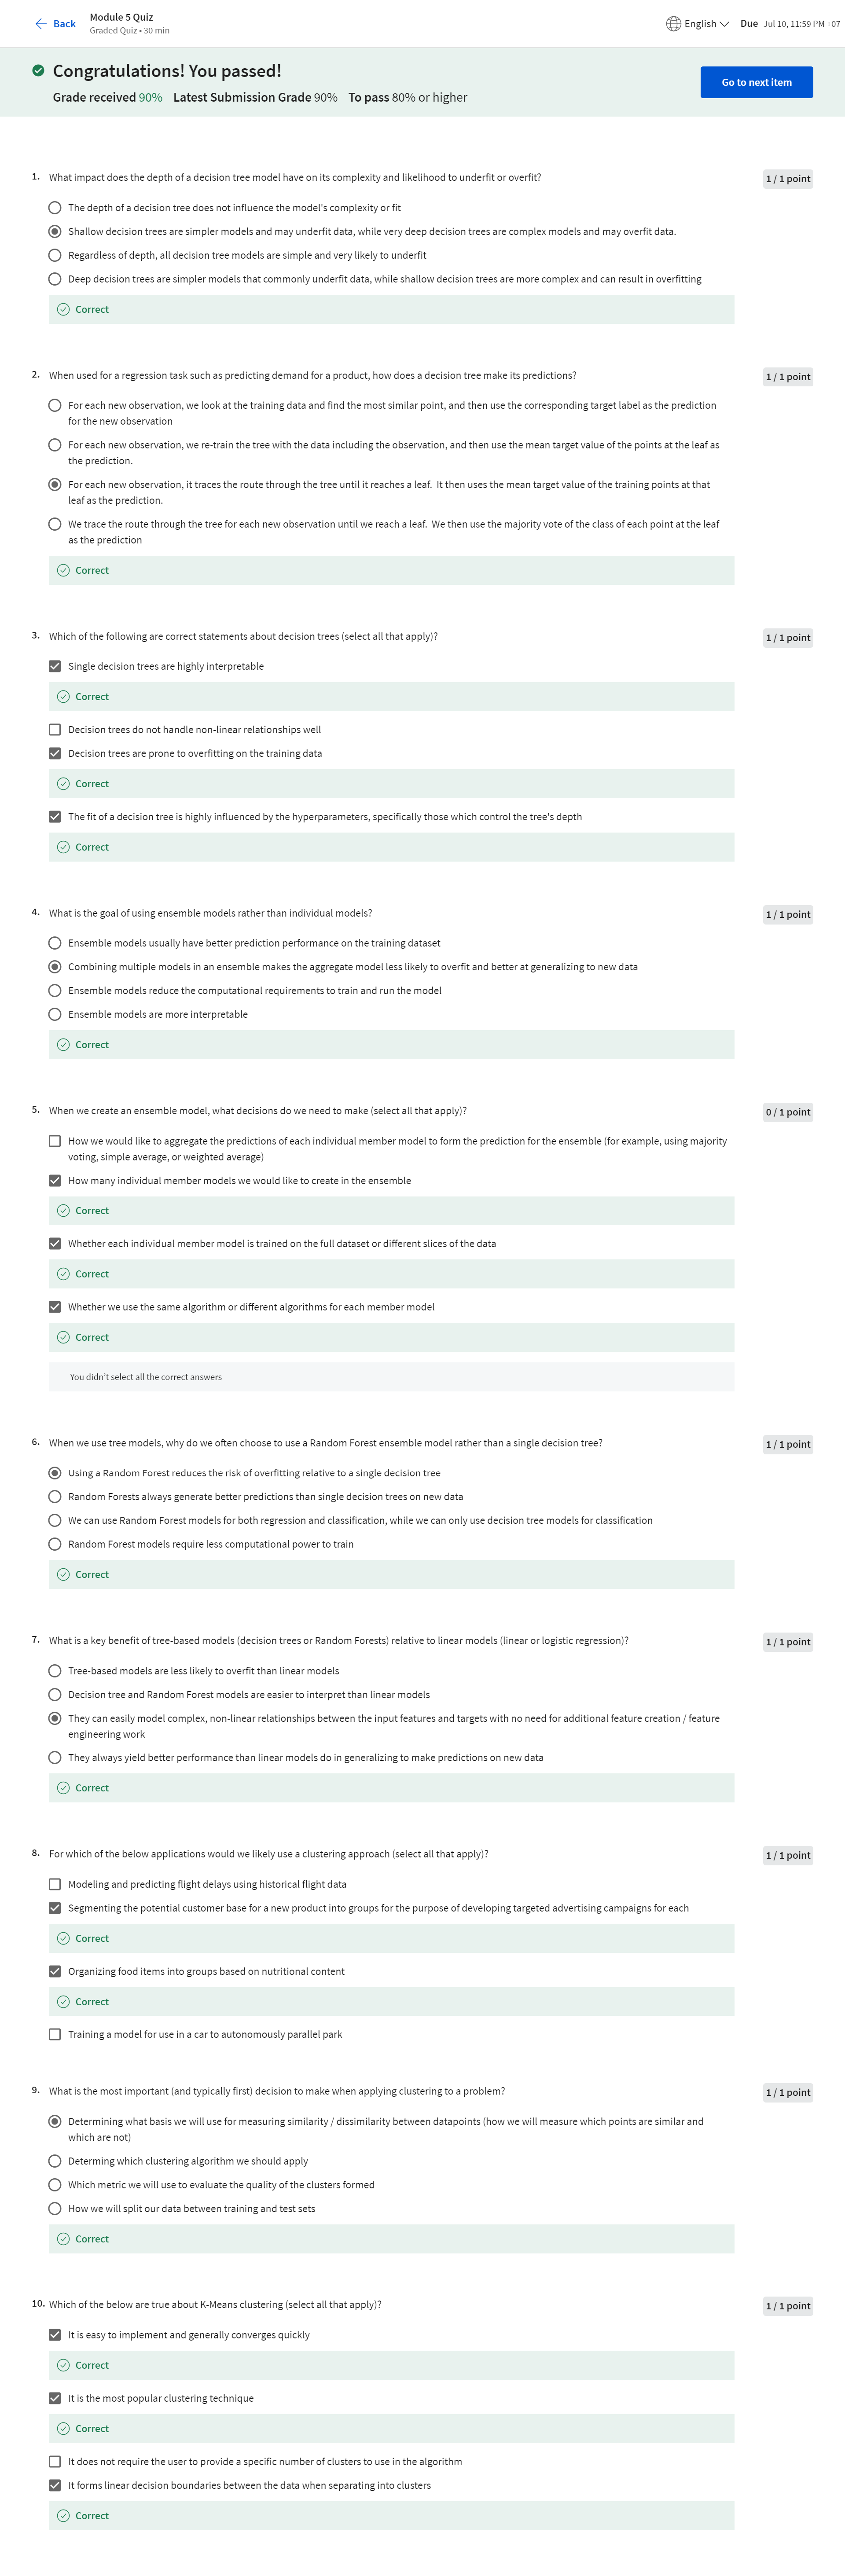 Back
Module 5 Quiz
Graded Quiz • 30 min
English
Due Jul 10, 11:59 PM +07
Congratulations! You passed!
Grade received 90% Latest Submission Grade 90% To pass 80% or higher
Go to next item
1. What impact does the depth of a decision tree model have on its complexity and likelihood to underfit or overfit?
1 / 1 point
The depth of a decision tree does not influence the model's complexity or fit
Shallow decision trees are simpler models and may underfit data, while very deep decision trees are complex models and may overfit data.
Regardless of depth, all decision tree models are simple and very likely to underfit
Deep decision trees are simpler models that commonly underfit data, while shallow decision trees are more complex and can result in overfitting
Correct
2. When used for a regression task such as predicting demand for a product, how does a decision tree make its predictions?
1 / 1 point
For each new observation, we look at the training data and find the most similar point, and then use the corresponding target label as the prediction
for the new observation
For each new observation, we re-train the tree with the data including the observation, and then use the mean target value of the points at the leaf as
the prediction.
For each new observation, it traces the route through the tree until it reaches a leaf. It then uses the mean target value of the training points at that
leaf as the prediction.
We trace the route through the tree for each new observation until we reach a leaf. We then use the majority vote of the class of each point at the leaf
as the prediction
Correct
3. Which of the following are correct statements about decision trees (select all that apply)?
1 / 1 point
Single decision trees are highly interpretable
Correct
Decision trees do not handle non-linear relationships well
Decision trees are prone to overfitting on the training data
Correct
The fit of a decision tree is highly influenced by the hyperparameters, specifically those which control the tree's depth
Correct
4. What is the goal of using ensemble models rather than individual models?
1 / 1 point
Ensemble models usually have better prediction performance on the training dataset
Combining multiple models in an ensemble makes the aggregate model less likely to overfit and better at generalizing to new data
Ensemble models reduce the computational requirements to train and run the model
Ensemble models are more interpretable
Correct
5. When we create an ensemble model, what decisions do we need to make (select all that apply)?
0 / 1 point
How we would like to aggregate the predictions of each individual member model to form the prediction for the ensemble (for example, using majority
voting, simple average, or weighted average)
How many individual member models we would like to create in the ensemble
Correct
Whether each individual member model is trained on the full dataset or different slices of the data
Correct
Whether we use the same algorithm or different algorithms for each member model
Correct
You didn't select all the correct answers
6. When we use tree models, why do we often choose to use a Random Forest ensemble model rather than a single decision tree?
1 / 1 point
Using a Random Forest reduces the risk of overfitting relative to a single decision tree
Random Forests always generate better predictions than single decision trees on new data
We can use Random Forest models for both regression and classification, while we can only use decision tree models for classification
Random Forest models require less computational power to train
Correct
7. What is a key benefit of tree-based models (decision trees or Random Forests) relative to linear models (linear or logistic regression)?
1 / 1 point
Tree-based models are less likely to overfit than linear models
Decision tree and Random Forest models are easier to interpret than linear models
They can easily model complex, non-linear relationships between the input features and targets with no need for additional feature creation / feature
engineering work
They always yield better performance than linear models do in generalizing to make predictions on new data
Correct
8. For which of the below applications would we likely use a clustering approach (select all that apply)?
1 / 1 point
Modeling and predicting flight delays using historical flight data
Segmenting the potential customer base for a new product into groups for the purpose of developing targeted advertising campaigns for each
Correct
Organizing food items into groups based on nutritional content
Correct
Training a model for use in a car to autonomously parallel park
9. What is the most important (and typically first) decision to make when applying clustering to a problem?
1 / 1 point
Determining what basis we will use for measuring similarity / dissimilarity between datapoints (how we will measure which points are similar and
which are not)
Determing which clustering algorithm we should apply
Which metric we will use to evaluate the quality of the clusters formed
How we will split our data between training and test sets
Correct
10. Which of the below are true about K-Means clustering (select all that apply)?
1 / 1 point
It is easy to implement and generally converges quickly
Correct
It is the most popular clustering technique
Correct
It does not require the user to provide a specific number of clusters to use in the algorithm
It forms linear decision boundaries between the data when separating into clusters
Correct